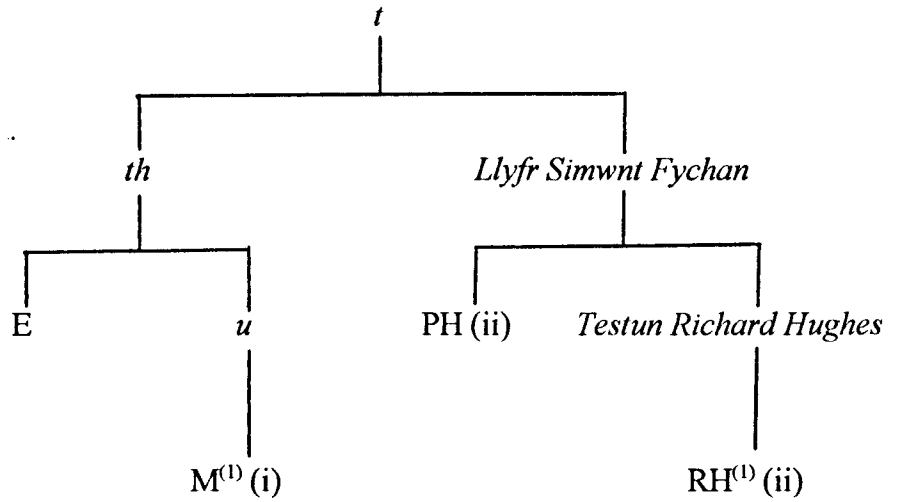 t
th Llyfr Simwnt Fychan
E u PH (ii) Testun Richard Hughes
M⁽¹⁾ (i) RH⁽¹⁾ (ii)